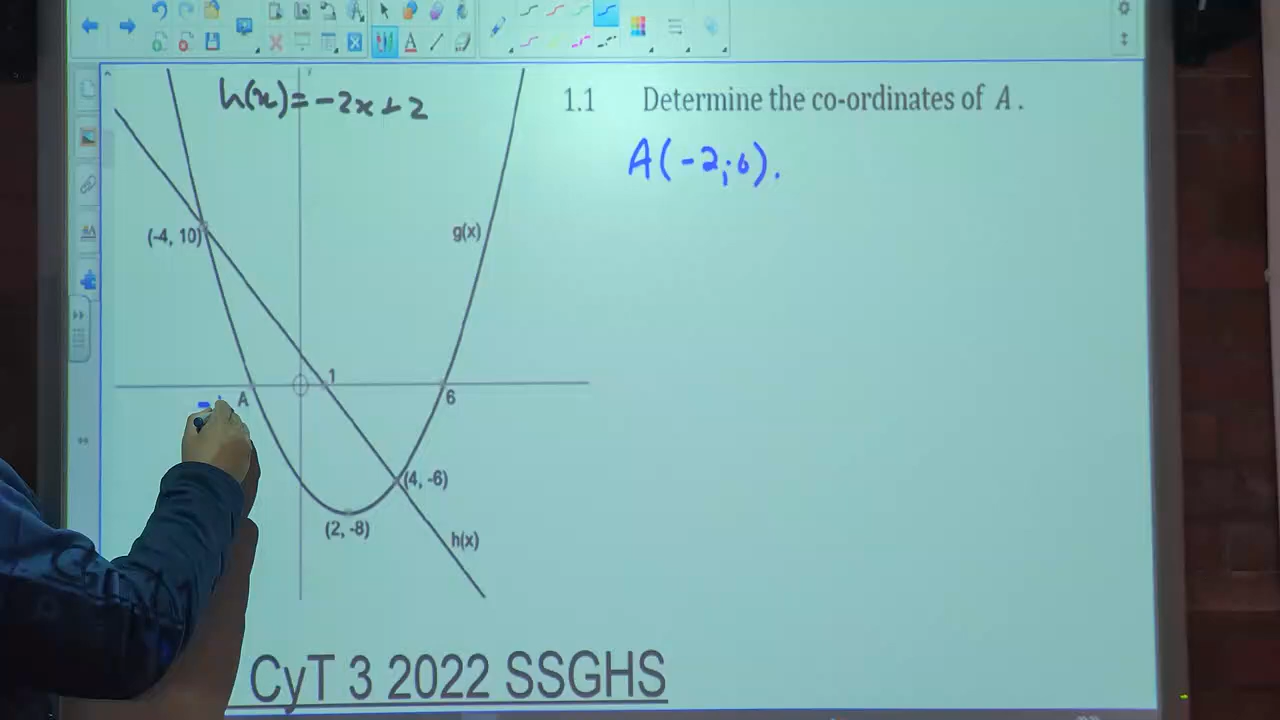 h(x)=-2x+2
1.1 Determine the co-ordinates of A.
A(-2;0).
(-4, 10)
g(x)
1
A
6
(4, -6)
(2, -8)
h(x)
CyT 3 2022 SSGHS